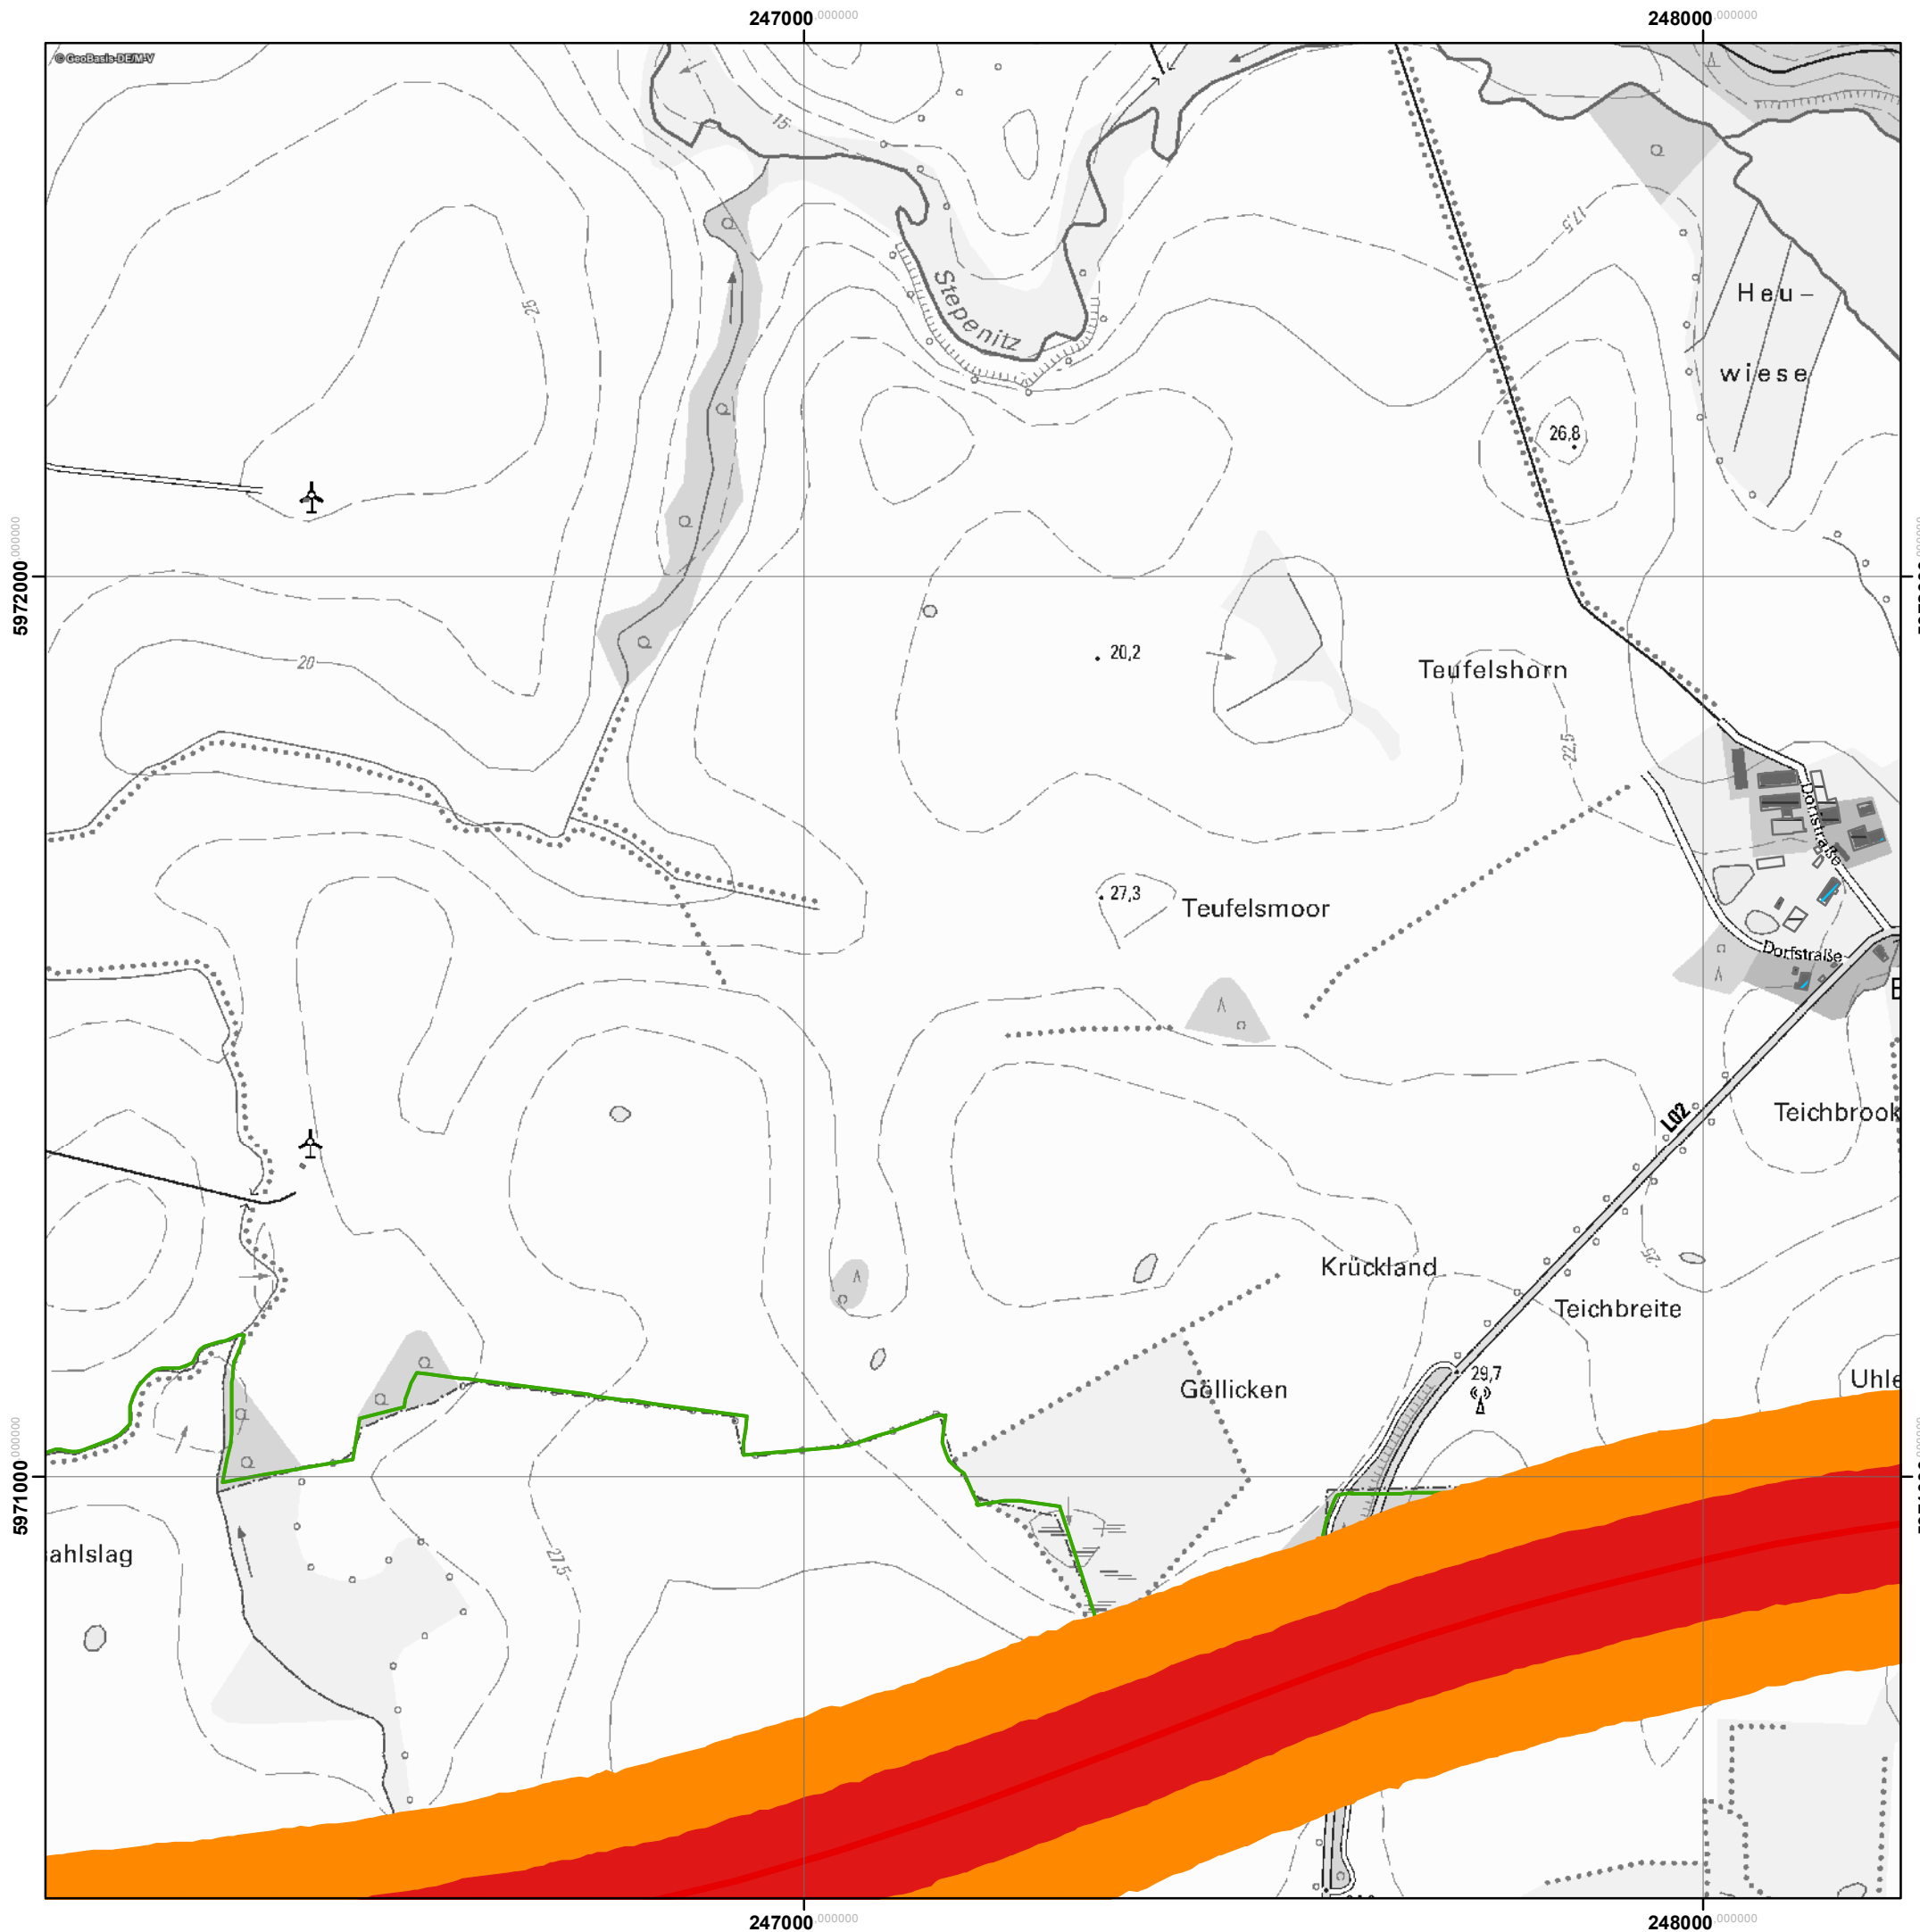 247000.000000
248000.000000
© GeoBasis-DE/M-V
15
17,5
Stepenitz
Heu-
wiese
25
26,8
5972000.000000
20
20,2
Teufelshorn
22,5
Dorfstraße
27,3
Teufelsmoor
Dorfstraße
L02
Teichbrook
25
Krückland
Teichbreite
29,7
Göllicken
Uhle
5971000.000000
ahlslag
27,5
247000.000000
248000.000000